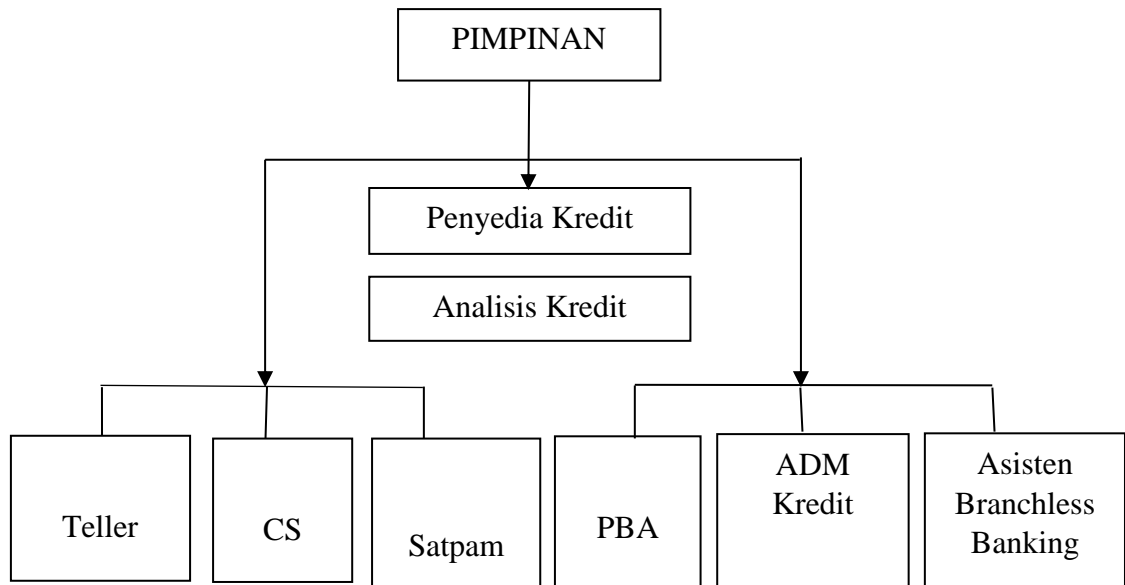 PIMPINAN
Penyedia Kredit
Analisis Kredit
Teller
CS
Satpam
PBA
ADM
Kredit
Asisten
Branchless
Banking